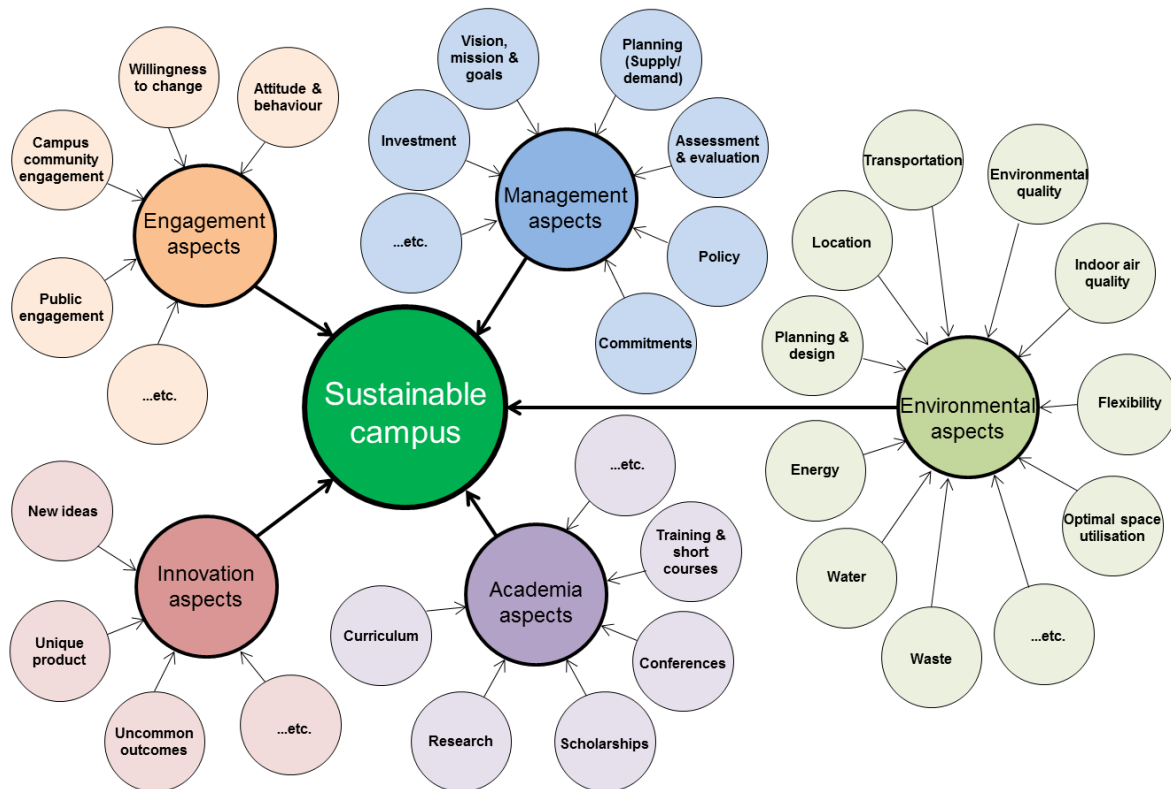 Willingness
to change
Attitude &
behaviour
Campus
community
engagement
Engagement
aspects
Public
engagement
...etc.
Vision,
mission &
goals
Planning
(Supply/
demand)
Investment
Assessment
& evaluation
Management
aspects
...etc.
Policy
Commitments
Transportation
Environmental
quality
Location
Indoor air
quality
Planning &
design
Environmental
aspects
Flexibility
Energy
Optimal space
utilisation
Water
Waste
...etc.
Sustainable
campus
New ideas
Innovation
aspects
Unique
product
Uncommon
outcomes
...etc.
...etc.
Training &
short
courses
Academia
aspects
Curriculum
Conferences
Research
Scholarships